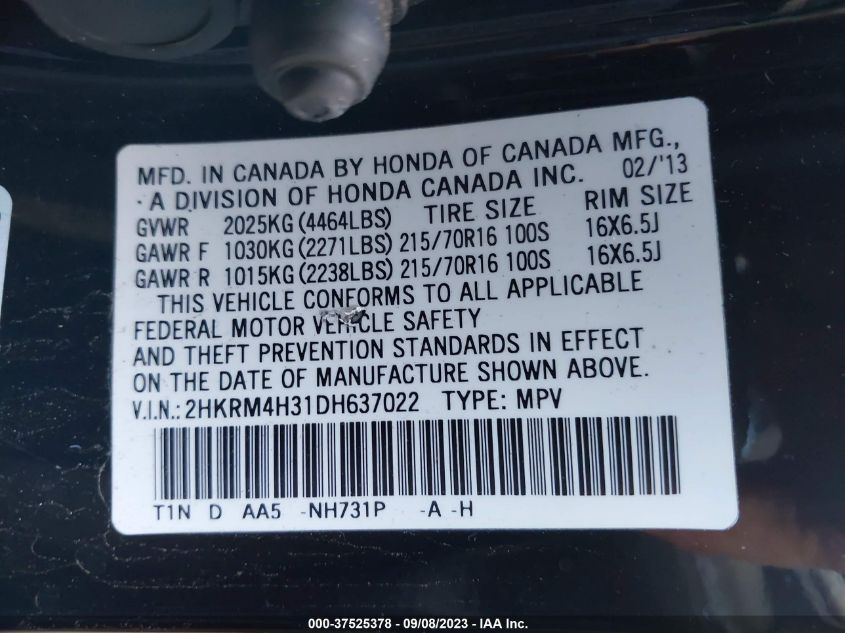 MFD. IN CANADA BY HONDA OF CANADA MFG.,
·A DIVISION OF HONDA CANADA INC. 02/'13
GVWR 2025KG(4464LBS) TIRE SIZE RIM SIZE
GAWR F 1030KG(2271LBS) 215/70R16 100S 16X6.5J
GAWR R 1015KG(2238LBS) 215/70R16 100S 16X6.5J
THIS VEHICLE CONFORMS TO ALL APPLICABLE
FEDERAL MOTOR VEHICLE SAFETY
AND THEFT PREVENTION STANDARDS IN EFFECT
ON THE DATE OF MANUFACTURE SHOWN ABOVE.
V.I.N.: 2HKRM4H31DH637022 TYPE: MPV
T1N D AA5 -NH731P -A -H
000-37525378 - 09/08/2023 - IAA Inc.